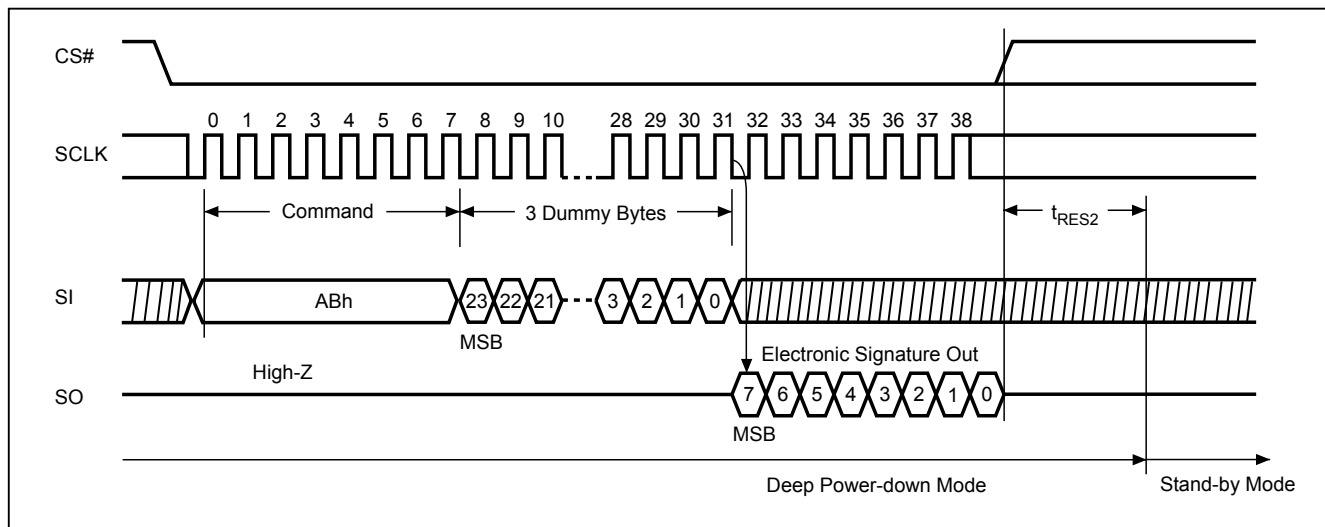 CS#
0 1 2 3 4 5 6 7 8 9 10 28 29 30 31 32 33 34 35 36 37 38
SCLK
Command
3 Dummy Bytes
tRES2
SI
ABh
23 22 21 3 2 1 0
MSB
Electronic Signature Out
High-Z
SO
7 6 5 4 3 2 1 0
MSB
Deep Power-down Mode
Stand-by Mode